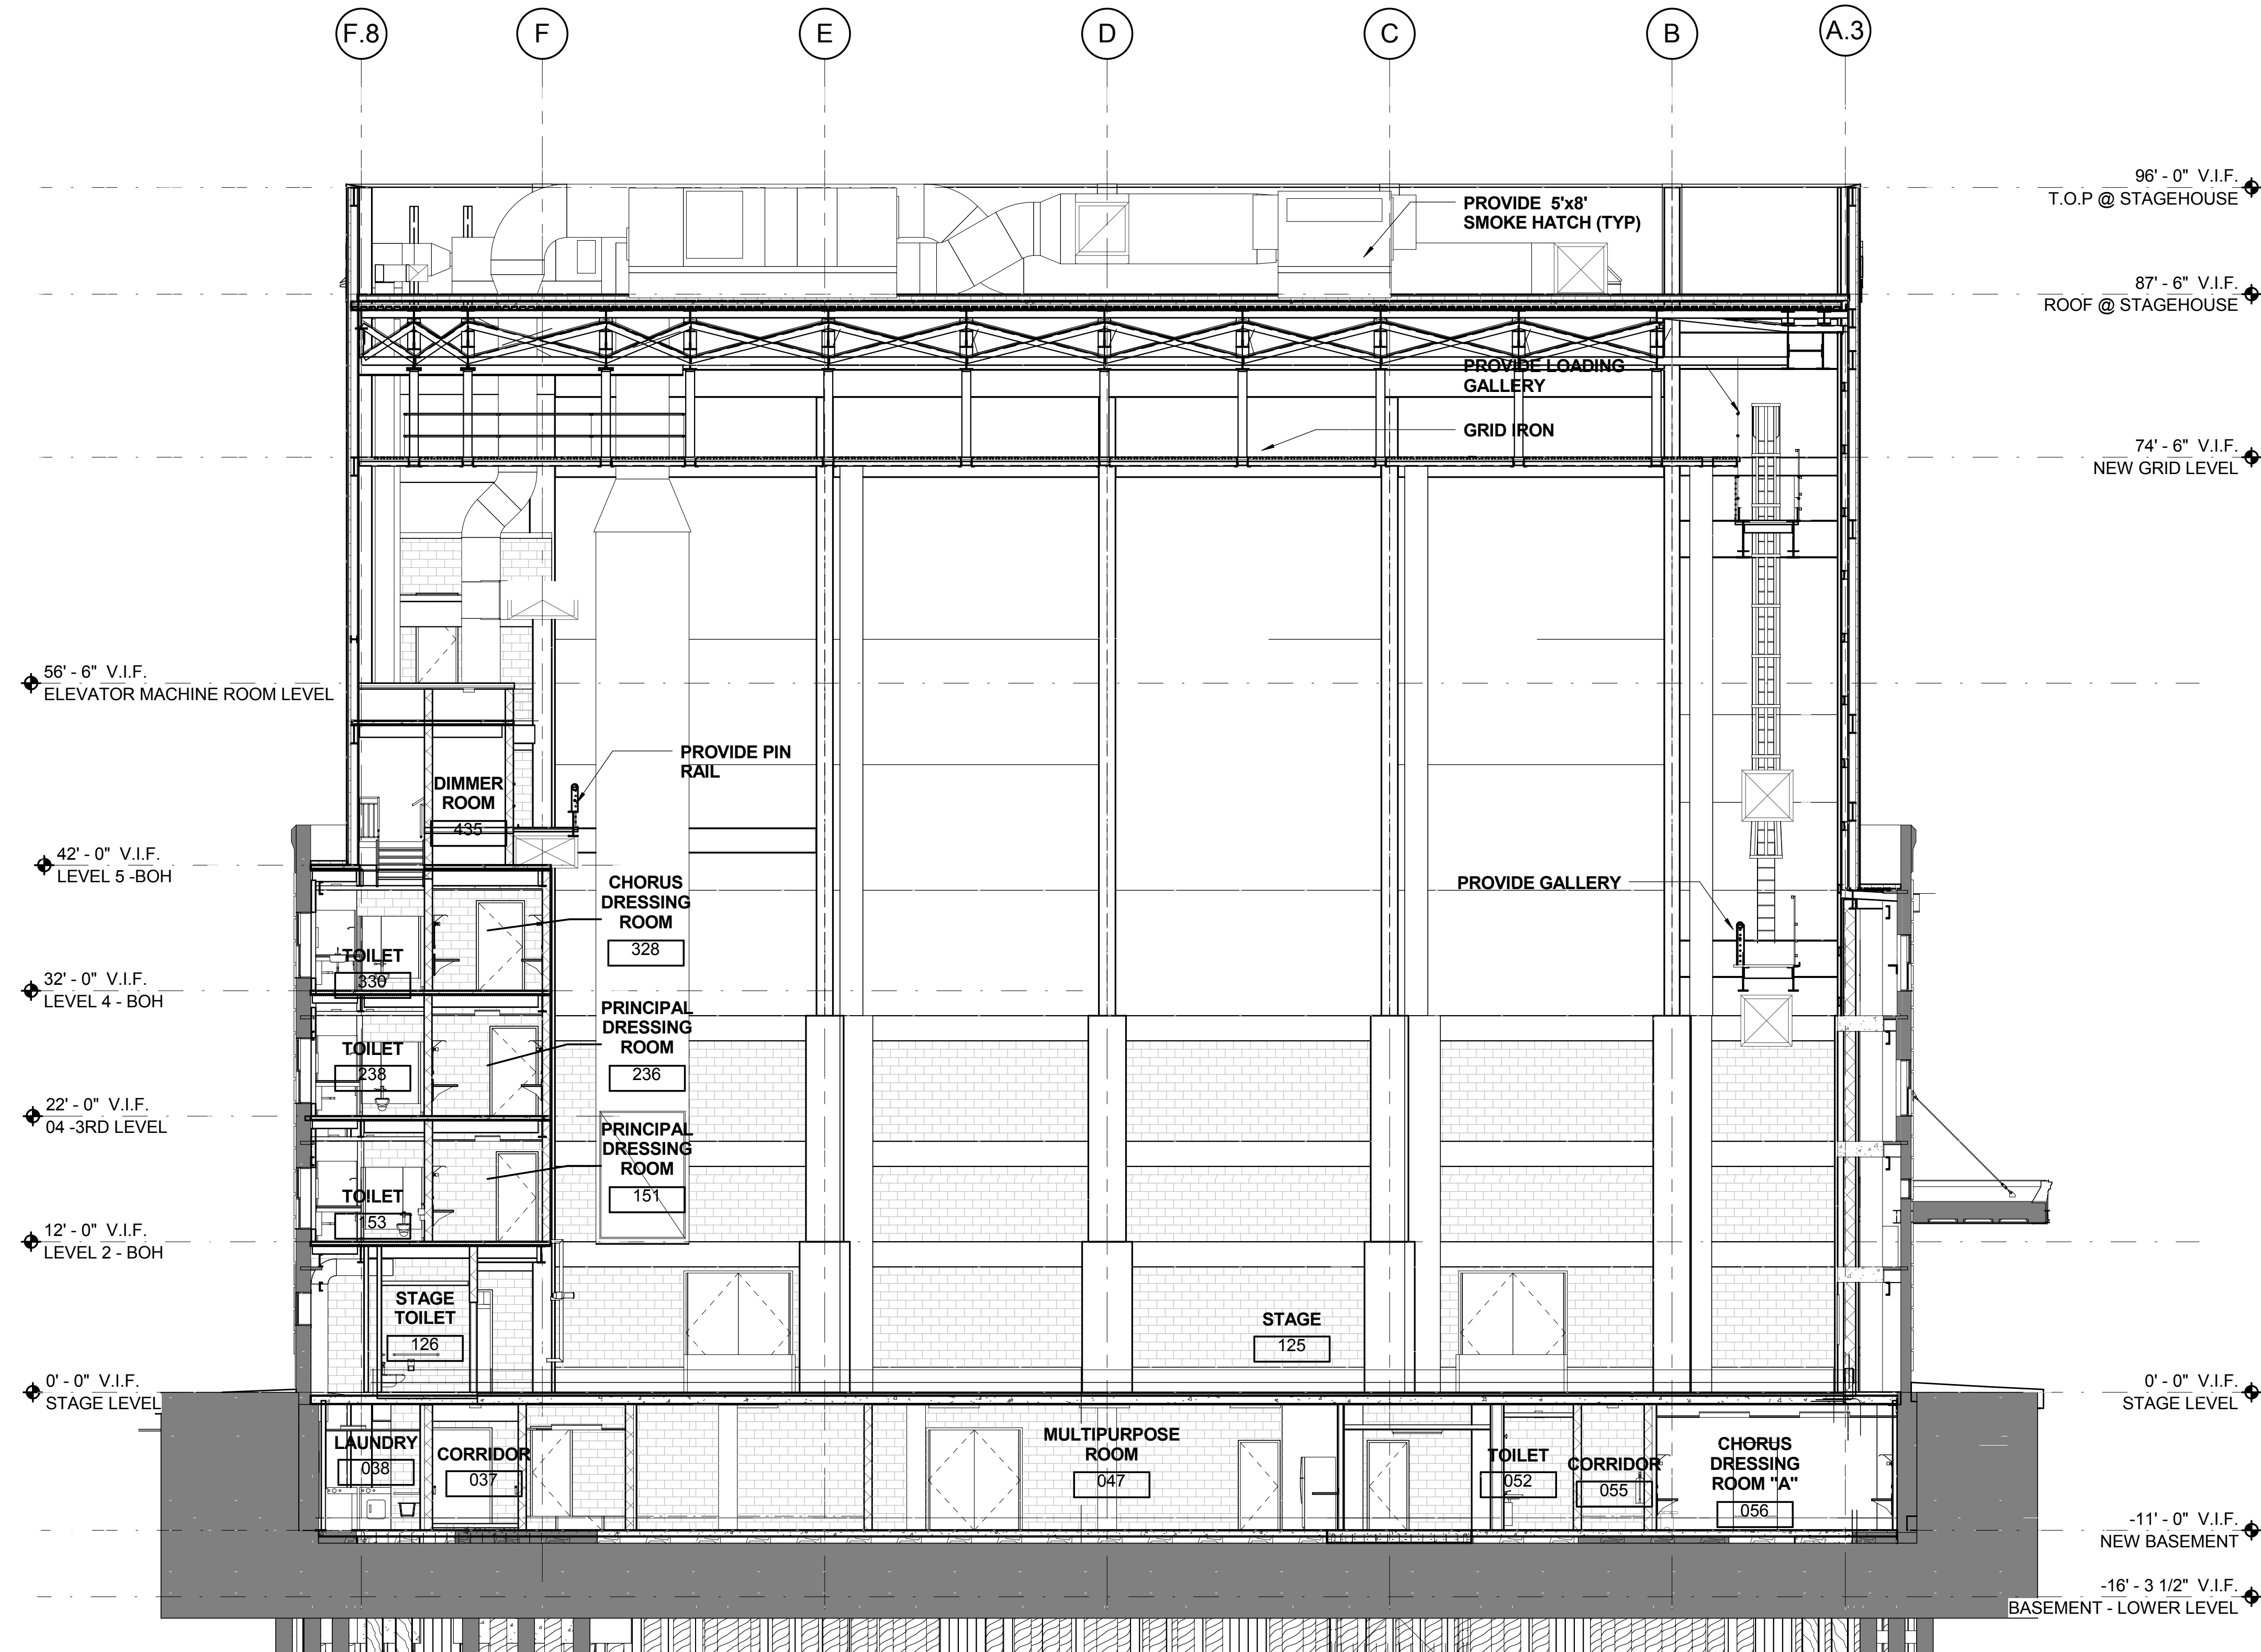 F.8 F E D C B A.3
96' - 0" V.I.F.
T.O.P @ STAGEHOUSE
PROVIDE 5'x8'
SMOKE HATCH (TYP)
87' - 6" V.I.F.
ROOF @ STAGEHOUSE
PROVIDE LOADING
GALLERY
GRID IRON
74' - 6" V.I.F.
NEW GRID LEVEL
56' - 6" V.I.F.
ELEVATOR MACHINE ROOM LEVEL
PROVIDE PIN
RAIL
DIMMER
ROOM
435
42' - 0" V.I.F.
LEVEL 5 -BOH
CHORUS
DRESSING
ROOM
328
PROVIDE GALLERY
TOILET
330
32' - 0" V.I.F.
LEVEL 4 - BOH
PRINCIPAL
DRESSING
ROOM
236
TOILET
238
22' - 0" V.I.F.
04 -3RD LEVEL
PRINCIPAL
DRESSING
ROOM
151
TOILET
153
12' - 0" V.I.F.
LEVEL 2 - BOH
STAGE
TOILET
126
STAGE
125
0' - 0" V.I.F.
STAGE LEVEL
0' - 0" V.I.F.
STAGE LEVEL
LAUNDRY
038
CORRIDOR
037
MULTIPURPOSE
ROOM
047
TOILET
052
CORRIDOR
055
CHORUS
DRESSING
ROOM "A"
056
-11' - 0" V.I.F.
NEW BASEMENT
-16' - 3 1/2" V.I.F.
BASEMENT - LOWER LEVEL